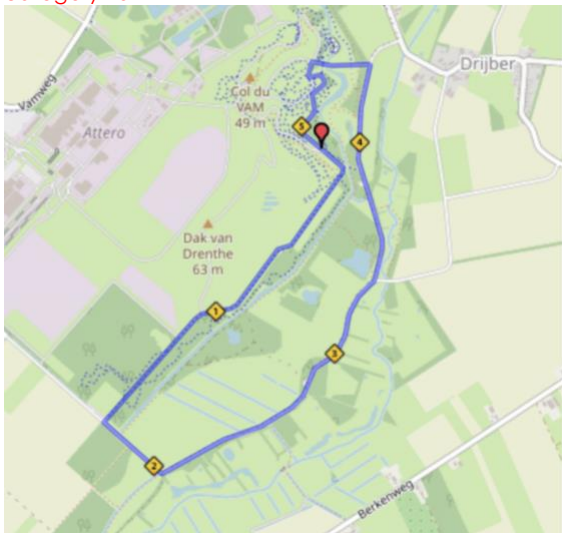 Vamweg
Drijber
Col du
VAM
49 m
Attero
5
4
Dak van
Drenthe
63 m
1
3
2
Berkenweg